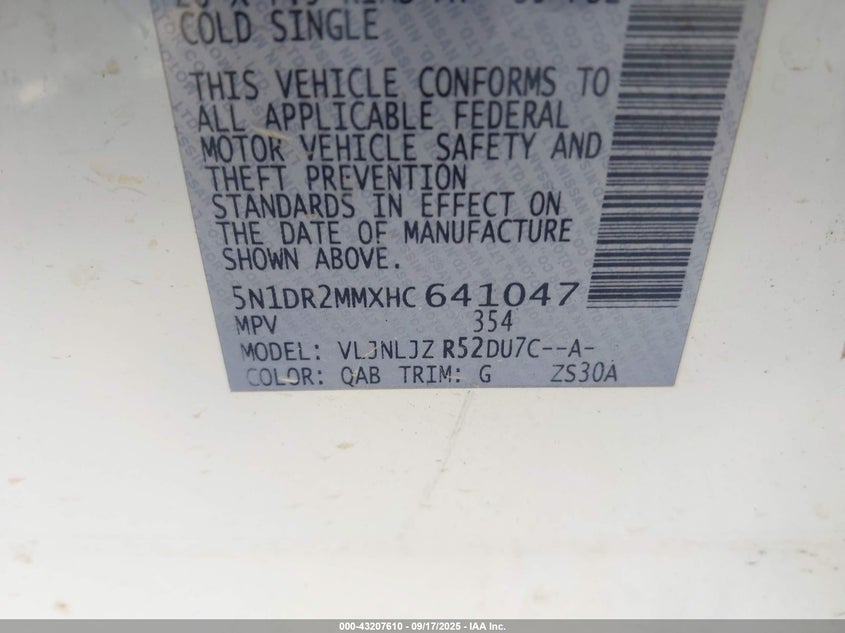 COLD SINGLE
THIS VEHICLE CONFORMS TO
ALL APPLICABLE FEDERAL
MOTOR VEHICLE SAFETY AND
THEFT PREVENTION
STANDARDS IN EFFECT ON
THE DATE OF MANUFACTURE
SHOWN ABOVE.
5N1DR2MMXHC 641047
MPV 354
MODEL: VLJNLJZ R52DU7C--A-
COLOR: QAB TRIM: G ZS30A
000-43207610 - 09/17/2025 - IAA Inc.